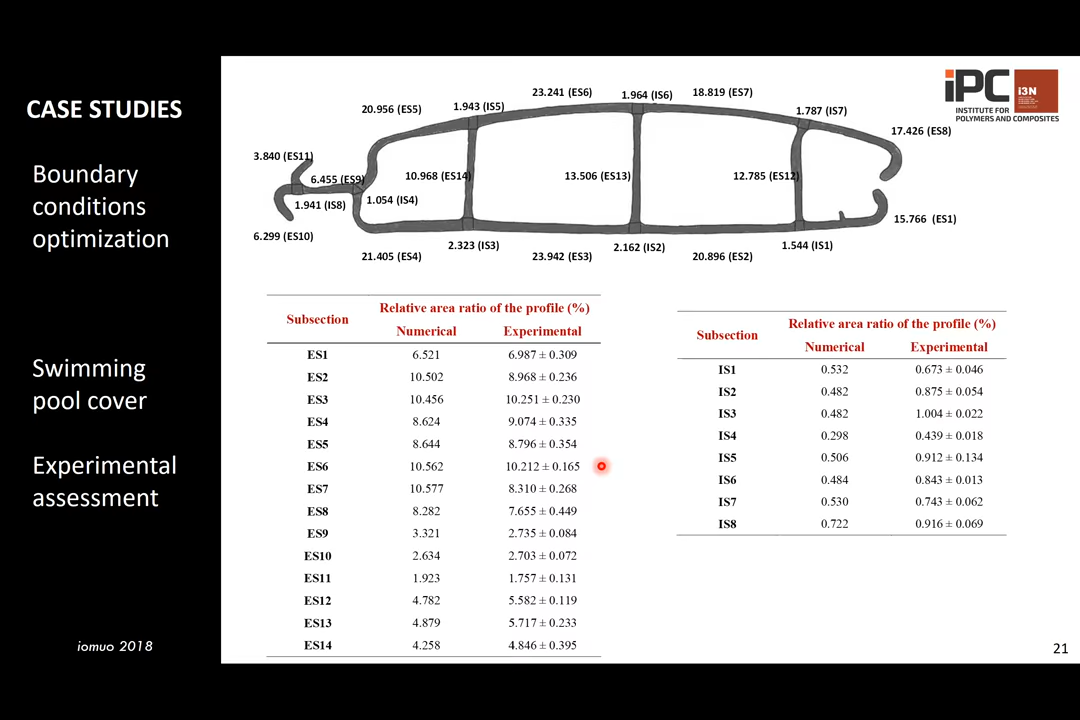 CASE STUDIES
Boundary
conditions
optimization
Swimming
pool cover
Experimental
assessment
iomuo 2018
iPC
i3N
INSTITUTE FOR
POLYMERS AND COMPOSITES
23.241 (ES6)
1.964 (IS6)
18.819 (ES7)
20.956 (ES5)
1.943 (IS5)
1.787 (IS7)
17.426 (ES8)
3.840 (ES11)
6.455 (ES9)
10.968 (ES14)
13.506 (ES13)
12.785 (ES12)
1.941 (IS8)
1.054 (IS4)
15.766 (ES1)
6.299 (ES10)
2.323 (IS3)
2.162 (IS2)
1.544 (IS1)
21.405 (ES4)
23.942 (ES3)
20.896 (ES2)
Subsection
Relative area ratio of the profile (%)
Numerical Experimental
ES1 6.521 6.987 ± 0.309
ES2 10.502 8.968 ± 0.236
ES3 10.456 10.251 ± 0.230
ES4 8.624 9.074 ± 0.335
ES5 8.644 8.796 ± 0.354
ES6 10.562 10.212 ± 0.165
ES7 10.577 8.310 ± 0.268
ES8 8.282 7.655 ± 0.449
ES9 3.321 2.735 ± 0.084
ES10 2.634 2.703 ± 0.072
ES11 1.923 1.757 ± 0.131
ES12 4.782 5.582 ± 0.119
ES13 4.879 5.717 ± 0.233
ES14 4.258 4.846 ± 0.395
Subsection
Relative area ratio of the profile (%)
Numerical Experimental
IS1 0.532 0.673 ± 0.046
IS2 0.482 0.875 ± 0.054
IS3 0.482 1.004 ± 0.022
IS4 0.298 0.439 ± 0.018
IS5 0.506 0.912 ± 0.134
IS6 0.484 0.843 ± 0.013
IS7 0.530 0.743 ± 0.062
IS8 0.722 0.916 ± 0.069
21